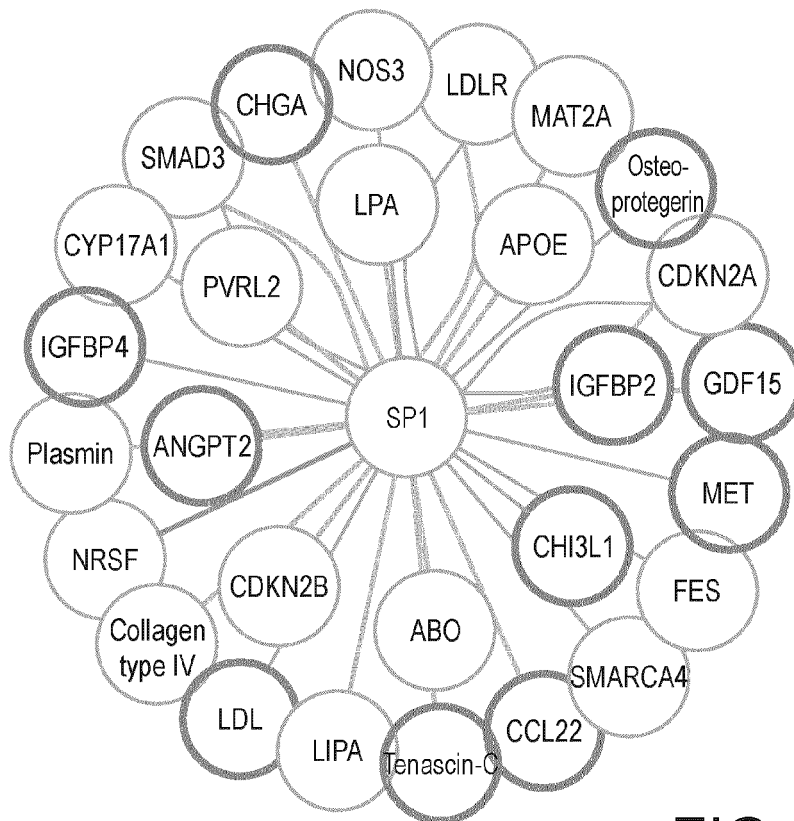 NOS3
LDLR
CHGA
MAT2A
SMAD3
Osteo-
protegerin
LPA
CYP17A1
APOE
PVRL2
CDKN2A
IGFBP4
IGFBP2
GDF15
SP1
Plasmin
ANGPT2
MET
NRSF
CHI3L1
CDKN2B
FES
Collagen
type IV
ABO
SMARCA4
LDL
CCL22
LIPA
Tenascin-C